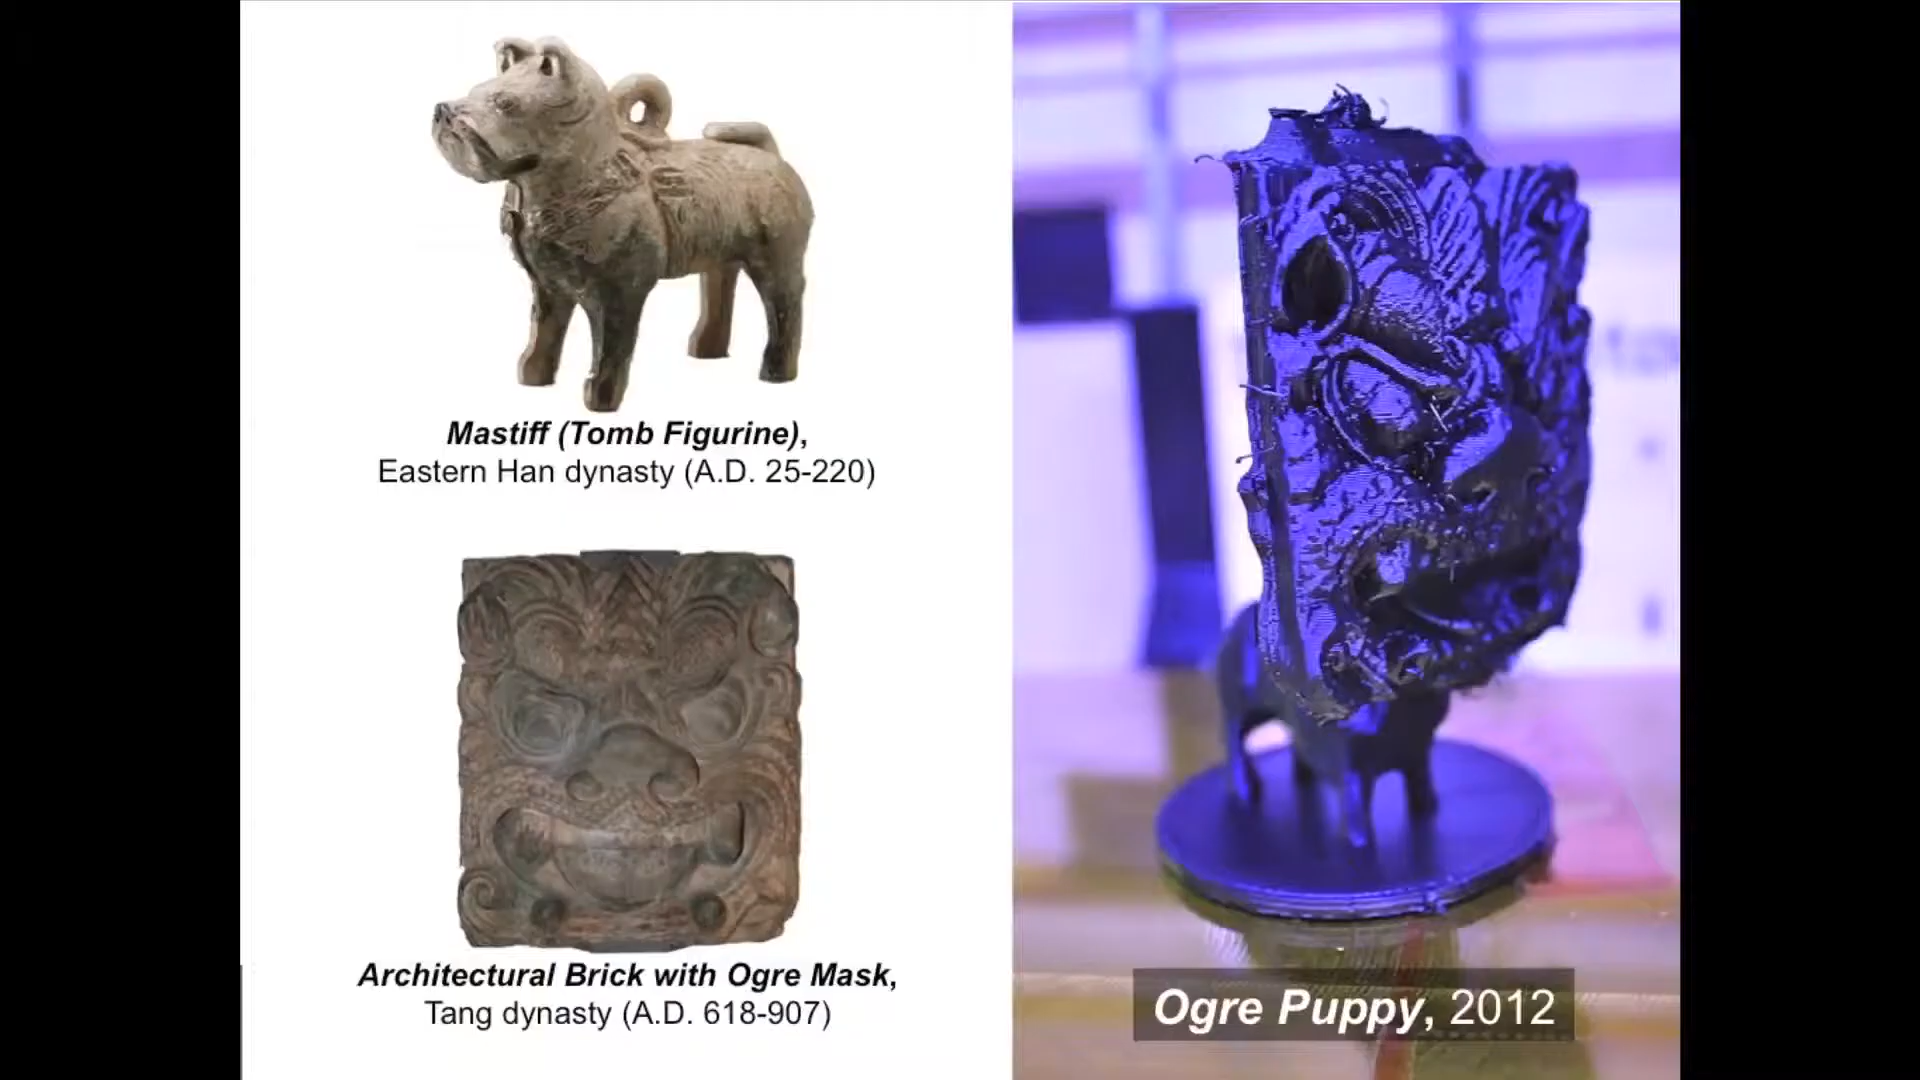 Mastiff (Tomb Figurine),
Eastern Han dynasty (A.D. 25-220)
Architectural Brick with Ogre Mask,
Tang dynasty (A.D. 618-907)
Ogre Puppy, 2012